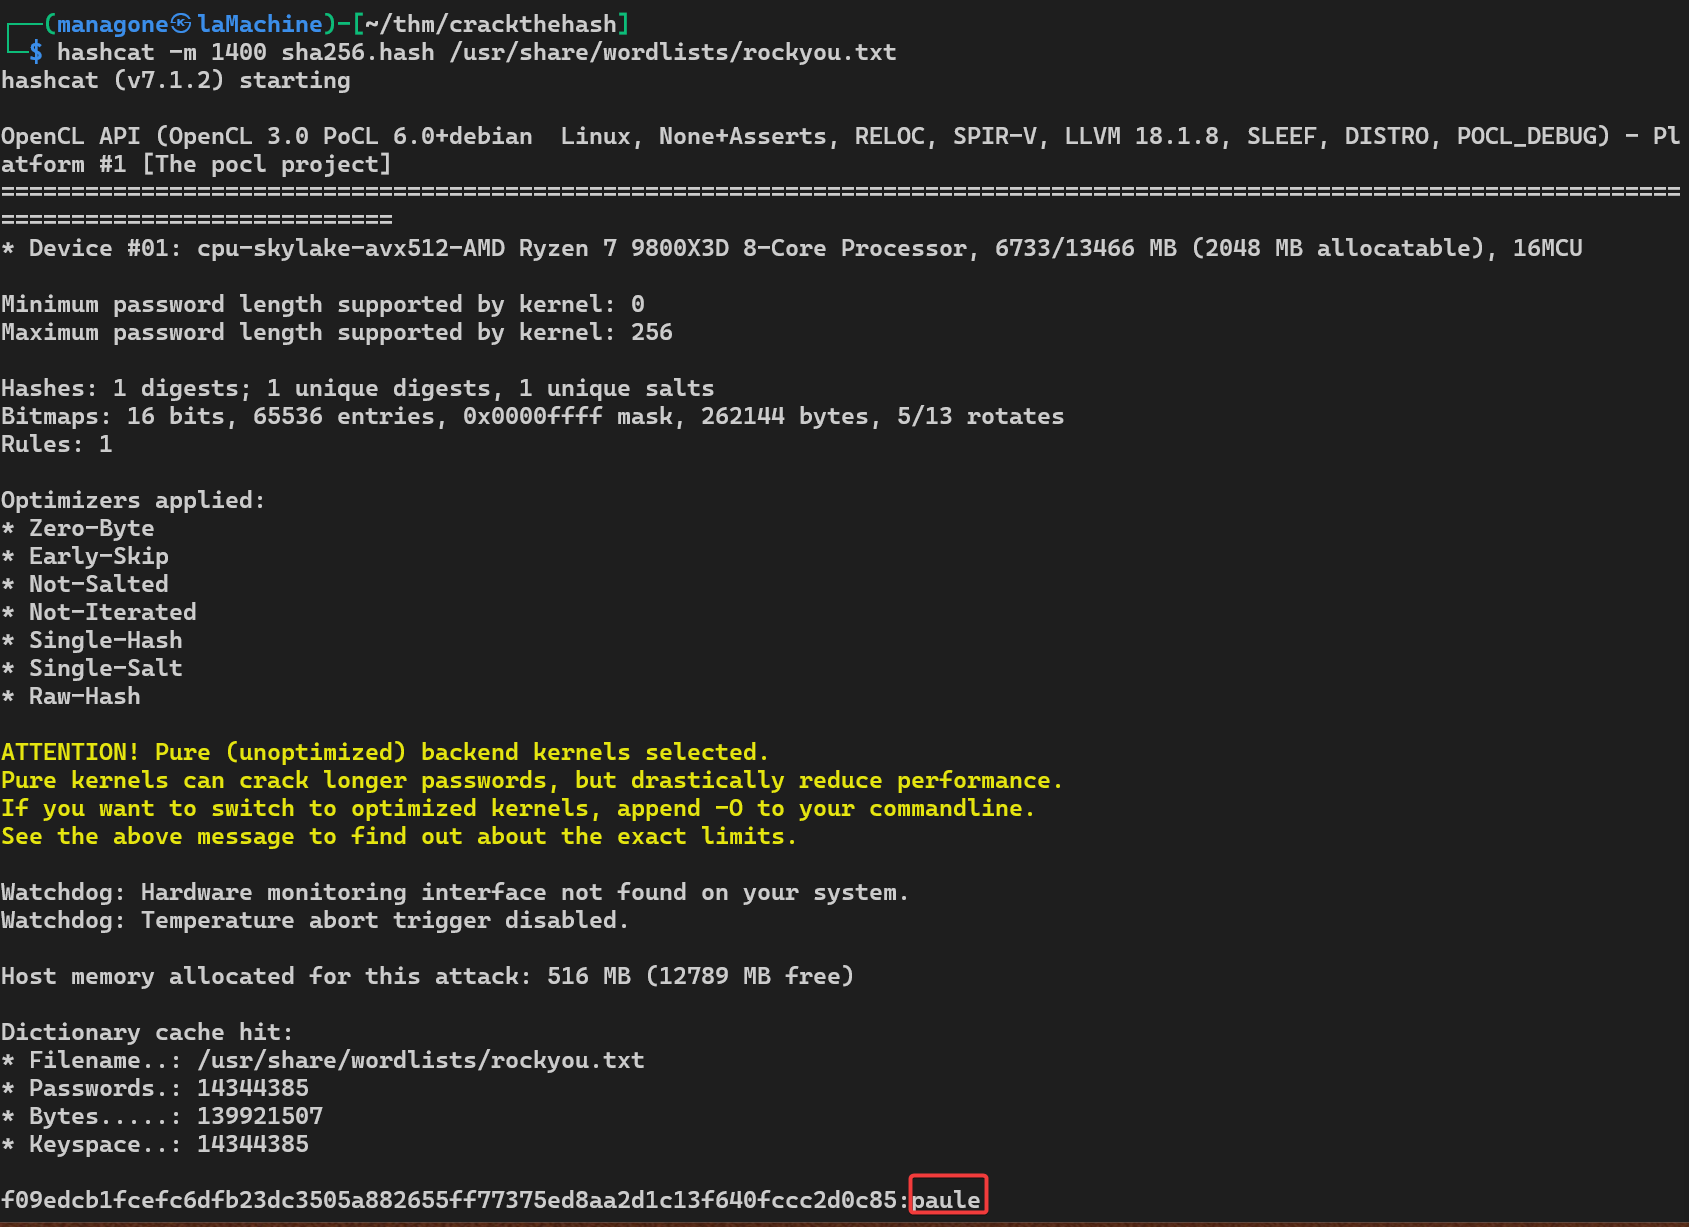 ┌──(managone㉿laMachine)-[~/thm/crackthehash]
└─$ hashcat -m 1400 sha256.hash /usr/share/wordlists/rockyou.txt
hashcat (v7.1.2) starting
OpenCL API (OpenCL 3.0 PoCL 6.0+debian  Linux, None+Asserts, RELOC, SPIR-V, LLVM 18.1.8, SLEEF, DISTRO, POCL_DEBUG) - Pl
atform #1 [The pocl project]
========================================================================================================================
============================
* Device #01: cpu-skylake-avx512-AMD Ryzen 7 9800X3D 8-Core Processor, 6733/13466 MB (2048 MB allocatable), 16MCU
Minimum password length supported by kernel: 0
Maximum password length supported by kernel: 256
Hashes: 1 digests; 1 unique digests, 1 unique salts
Bitmaps: 16 bits, 65536 entries, 0x0000ffff mask, 262144 bytes, 5/13 rotates
Rules: 1
Optimizers applied:
* Zero-Byte
* Early-Skip
* Not-Salted
* Not-Iterated
* Single-Hash
* Single-Salt
* Raw-Hash
ATTENTION! Pure (unoptimized) backend kernels selected.
Pure kernels can crack longer passwords, but drastically reduce performance.
If you want to switch to optimized kernels, append -O to your commandline.
See the above message to find out about the exact limits.
Watchdog: Hardware monitoring interface not found on your system.
Watchdog: Temperature abort trigger disabled.
Host memory allocated for this attack: 516 MB (12789 MB free)
Dictionary cache hit:
* Filename..: /usr/share/wordlists/rockyou.txt
* Passwords.: 14344385
* Bytes.....: 139921507
* Keyspace..: 14344385
f09edcb1fcefc6dfb23dc3505a882655ff77375ed8aa2d1c13f640fccc2d0c85:paule